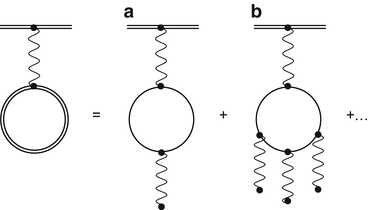 a
b
= + +...